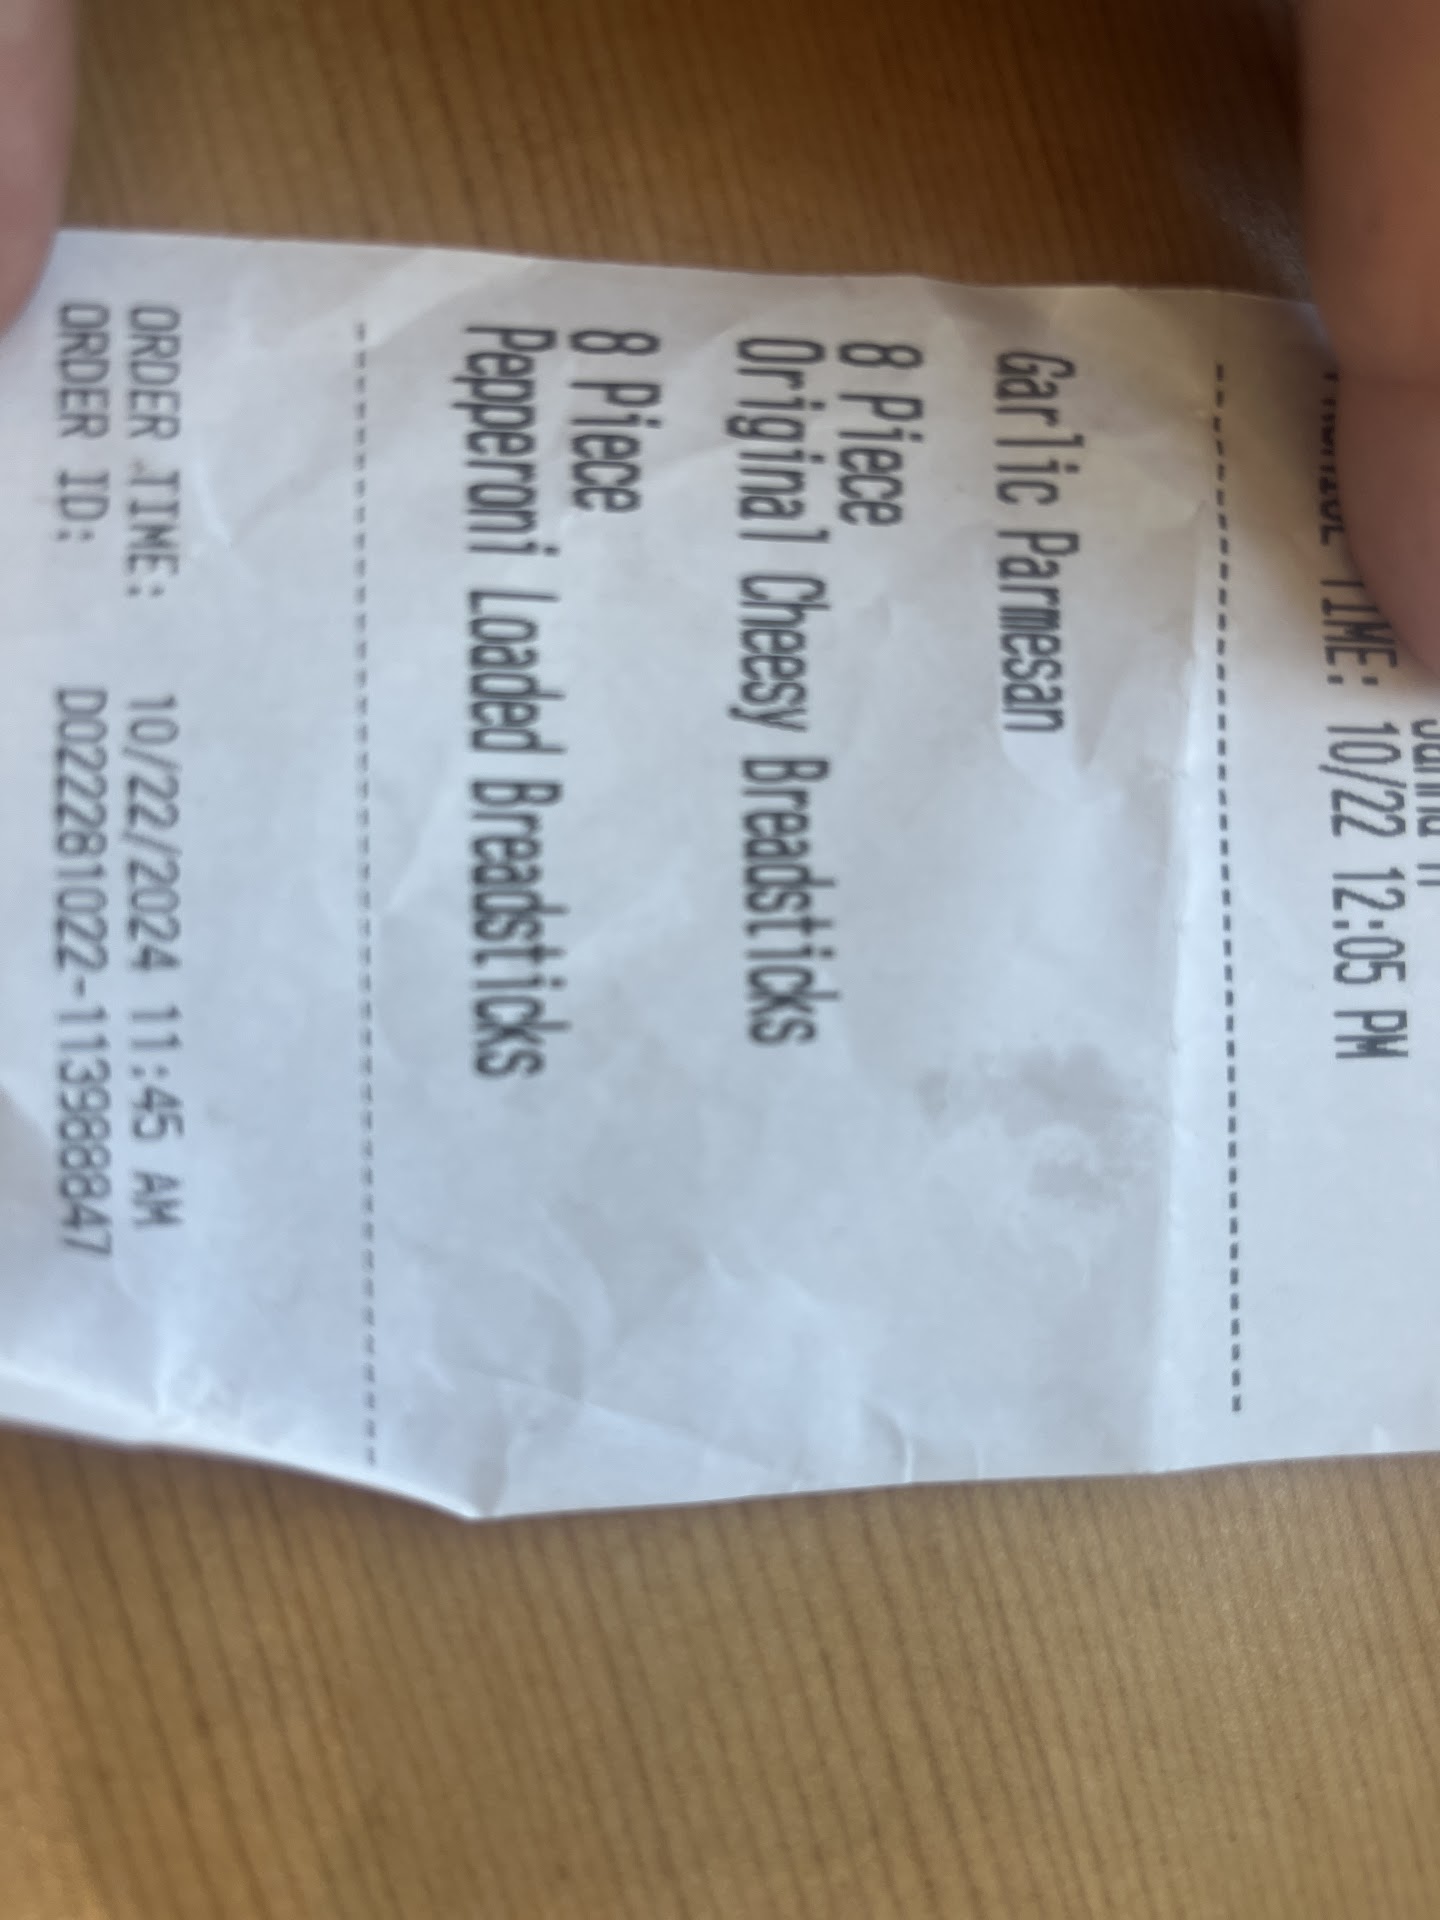 TIME: 10/22 12:05 PM
Garlic Parmesan
8 Piece
Original Cheesy Breadsticks
8 Piece
Pepperoni Loaded Breadsticks
ORDER TIME: 10/22/2024 11:45 AM
ORDER ID: DO22281022-113988847